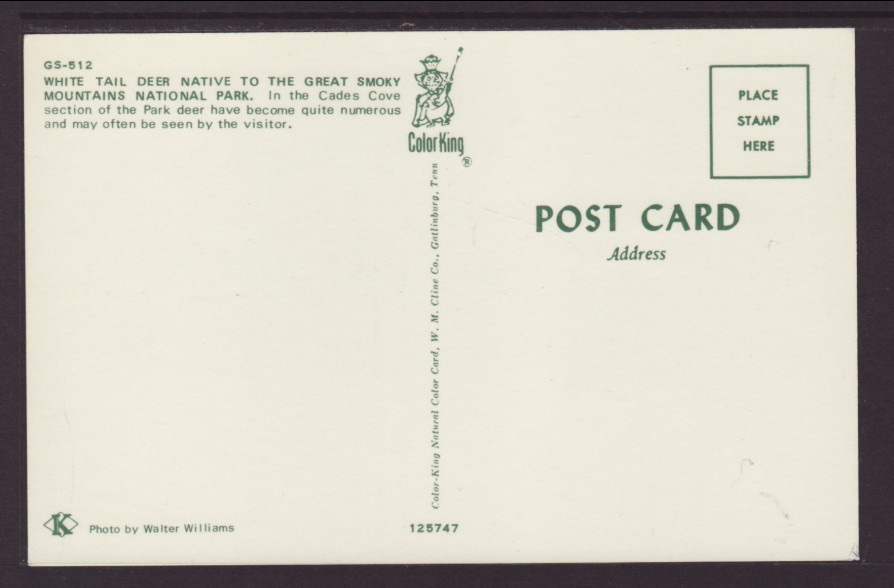 GS-512
WHITE TAIL DEER NATIVE TO THE GREAT SMOKY
MOUNTAINS NATIONAL PARK. In the Cades Cove
section of the Park deer have become quite numerous
and may often be seen by the visitor.
ColorKing
®
Color-King Natural Color Card, W. M. Cline Co., Gatlinburg, Tenn
PLACE
STAMP
HERE
POST CARD
Address
K
Photo by Walter Williams
125747